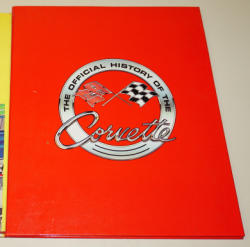 THE OFFICIAL HISTORY OF THE
Corvette